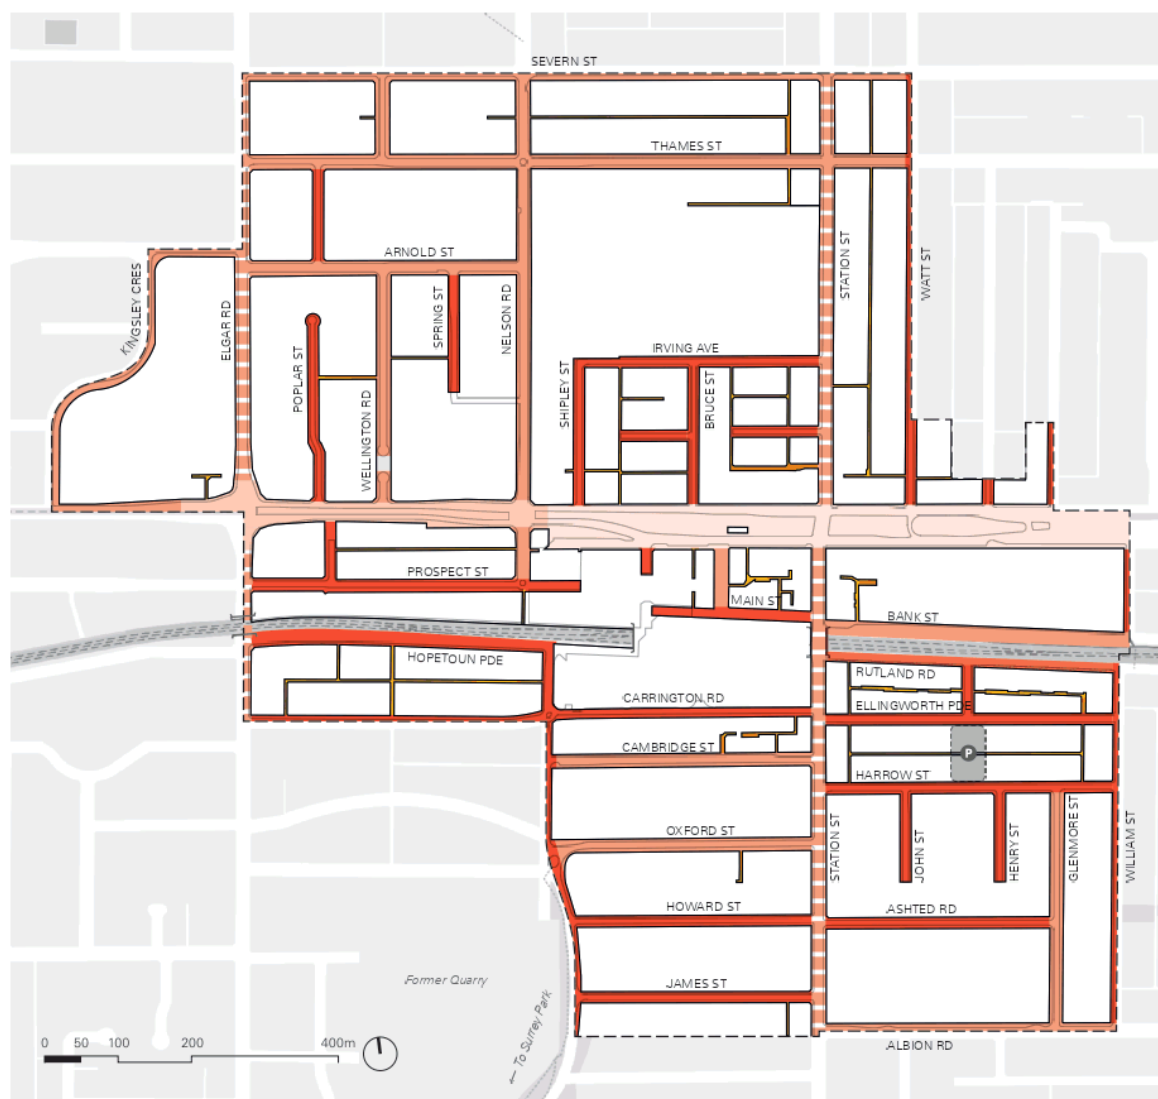 SEVERN ST
THAMES ST
ARNOLD ST
KINGSLEY CRES
ELGAR RD
POPLAR ST
WELLINGTON RD
SPRING ST
NELSON RD
SHIPLEY ST
IRVING AVE
BRUCE ST
STATION ST
WATT ST
PROSPECT ST
MAIN ST
BANK ST
HOPETOUN PDE
RUTLAND RD
CARRINGTON RD
ELLINGWORTH PDE
CAMBRIDGE ST
P
HARROW ST
OXFORD ST
STATION ST
JOHN ST
HENRY ST
GLENMORE ST
WILLIAM ST
HOWARD ST
ASHTED RD
Former Quarry
JAMES ST
← To Surrey Park
0 50 100 200 400m
ALBION RD